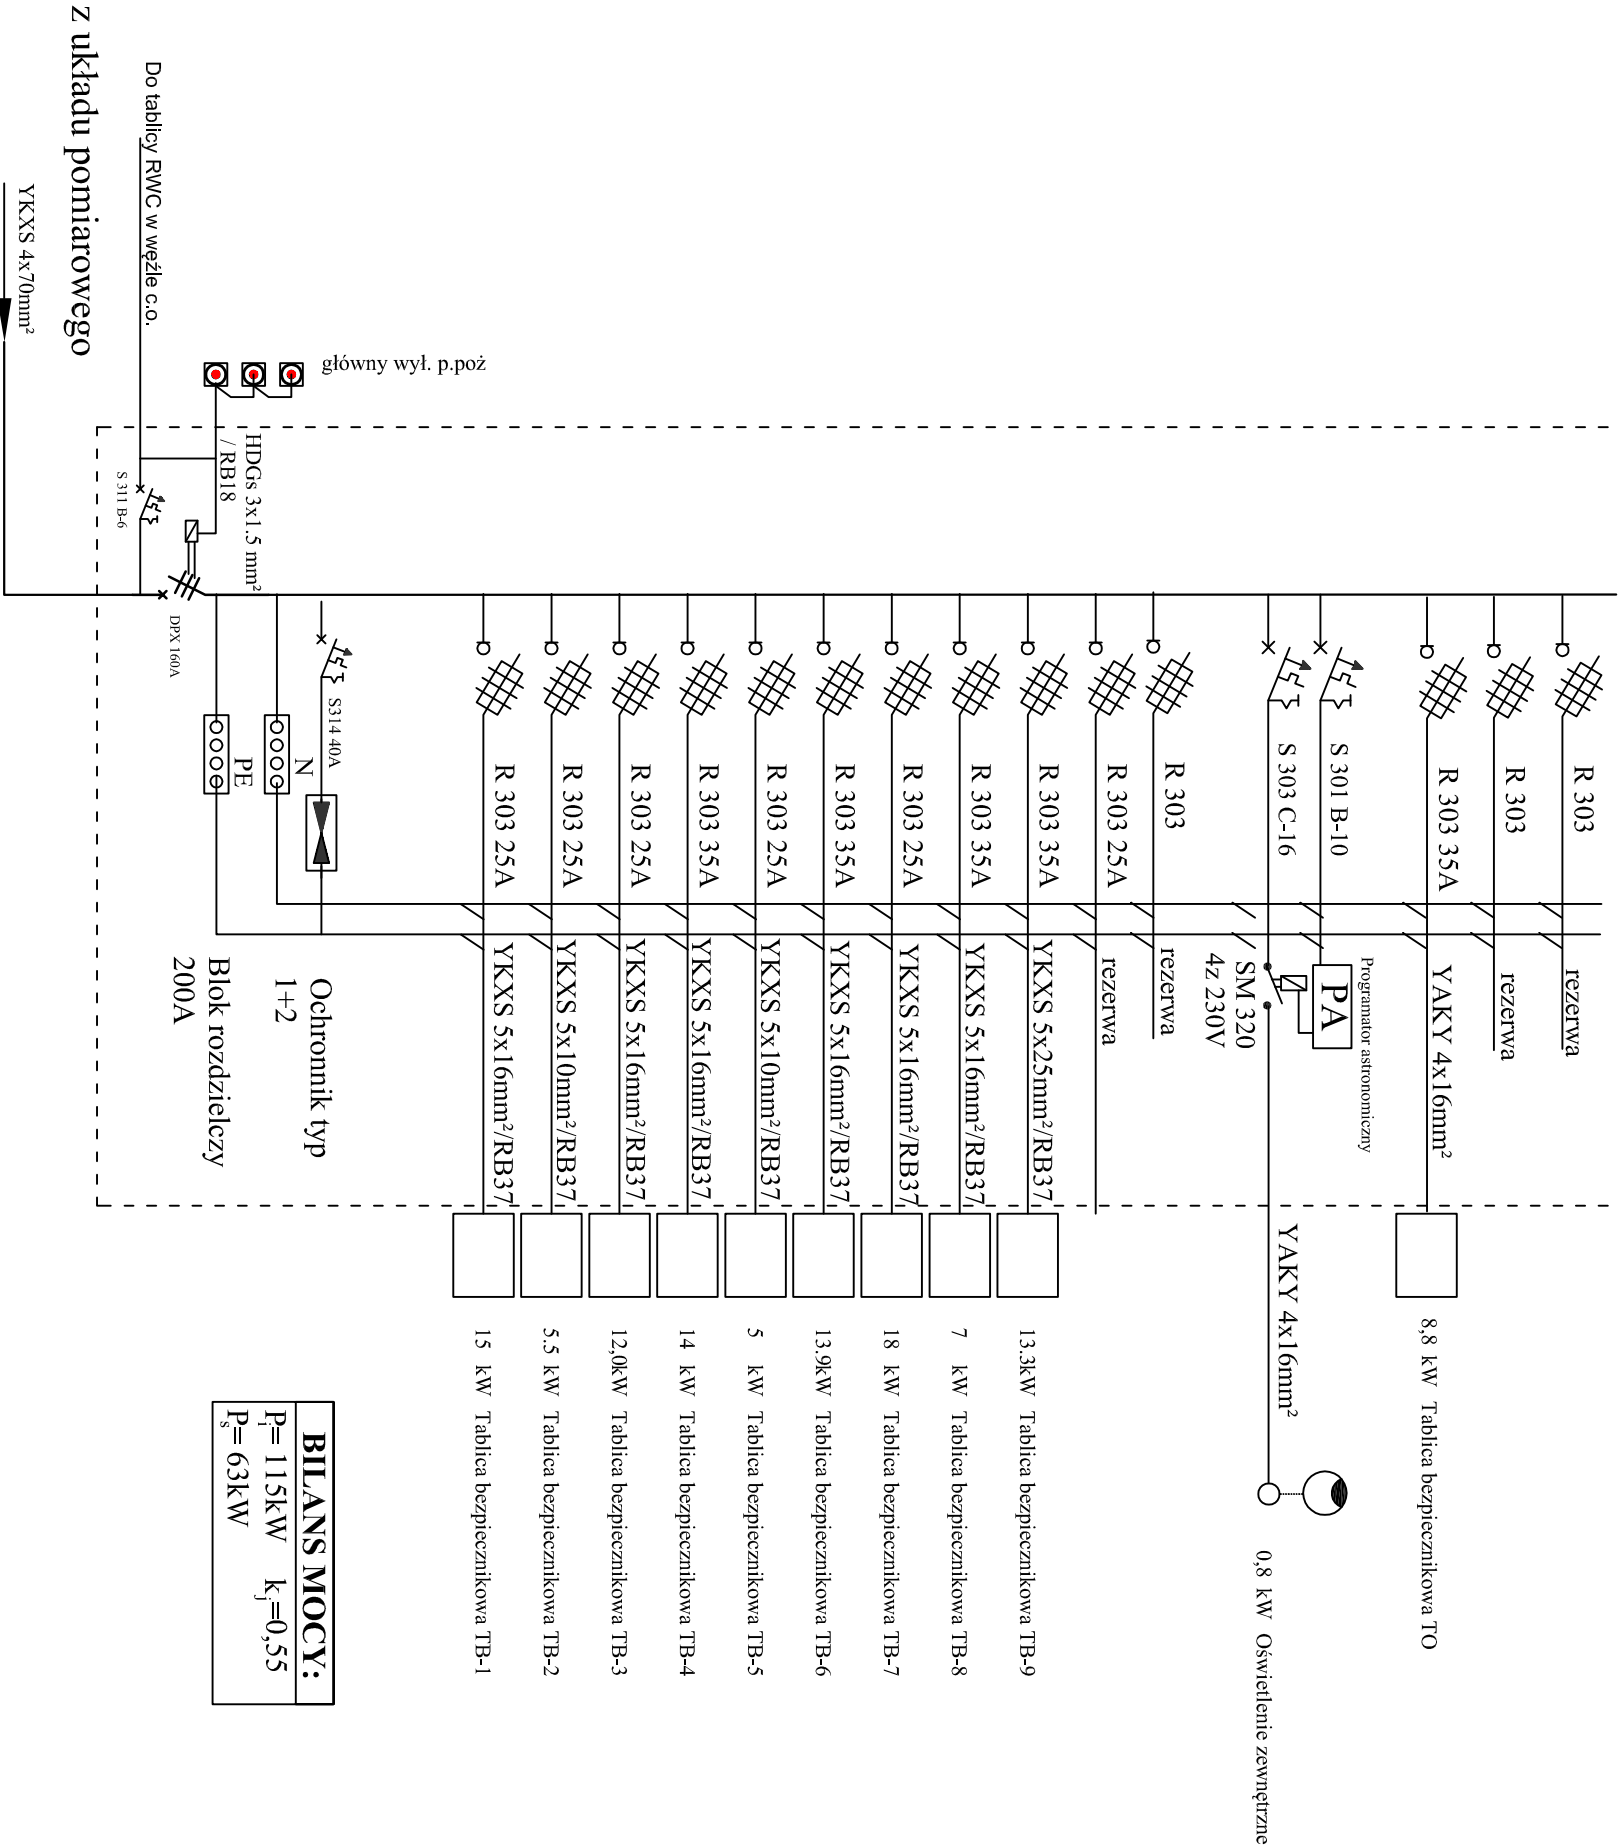 z układu pomiarowego
YKXS 4x70mm²
Do tablicy RWC w węźle c.o.
główny wył. p.poż
HDGs 3x1.5 mm²
/ RB18
S 311 B-6
DPX 160A
PE
N
S314 40A
Ochronnik typ
1+2
Blok rozdzielczy
200A
R 303 25A
YKXS 5x16mm²/RB37
15 kW Tablica bezpiecznikowa TB-1
R 303 25A
YKXS 5x10mm²/RB37
5.5 kW Tablica bezpiecznikowa TB-2
R 303 25A
YKXS 5x16mm²/RB37
12,0kW Tablica bezpiecznikowa TB-3
R 303 35A
YKXS 5x16mm²/RB37
14 kW Tablica bezpiecznikowa TB-4
R 303 25A
YKXS 5x10mm²/RB37
5 kW Tablica bezpiecznikowa TB-5
R 303 35A
YKXS 5x16mm²/RB37
13.9kW Tablica bezpiecznikowa TB-6
R 303 25A
YKXS 5x16mm²/RB37
18 kW Tablica bezpiecznikowa TB-7
R 303 35A
YKXS 5x16mm²/RB37
7 kW Tablica bezpiecznikowa TB-8
R 303 35A
YKXS 5x25mm²/RB37
13.3kW Tablica bezpiecznikowa TB-9
R 303 25A
rezerwa
R 303
rezerwa
S 303 C-16
SM 320
4z 230V
YAKY 4x16mm²
0,8 kW Oświetlenie zewnętrzne
S 301 B-10
PA
Programator astronomiczny
R 303 35A
YAKY 4x16mm²
8,8 kW Tablica bezpiecznikowa TO
R 303
rezerwa
R 303
rezerwa
BILANS MOCY:
Pi= 115kW kj=0,55
Ps= 63kW